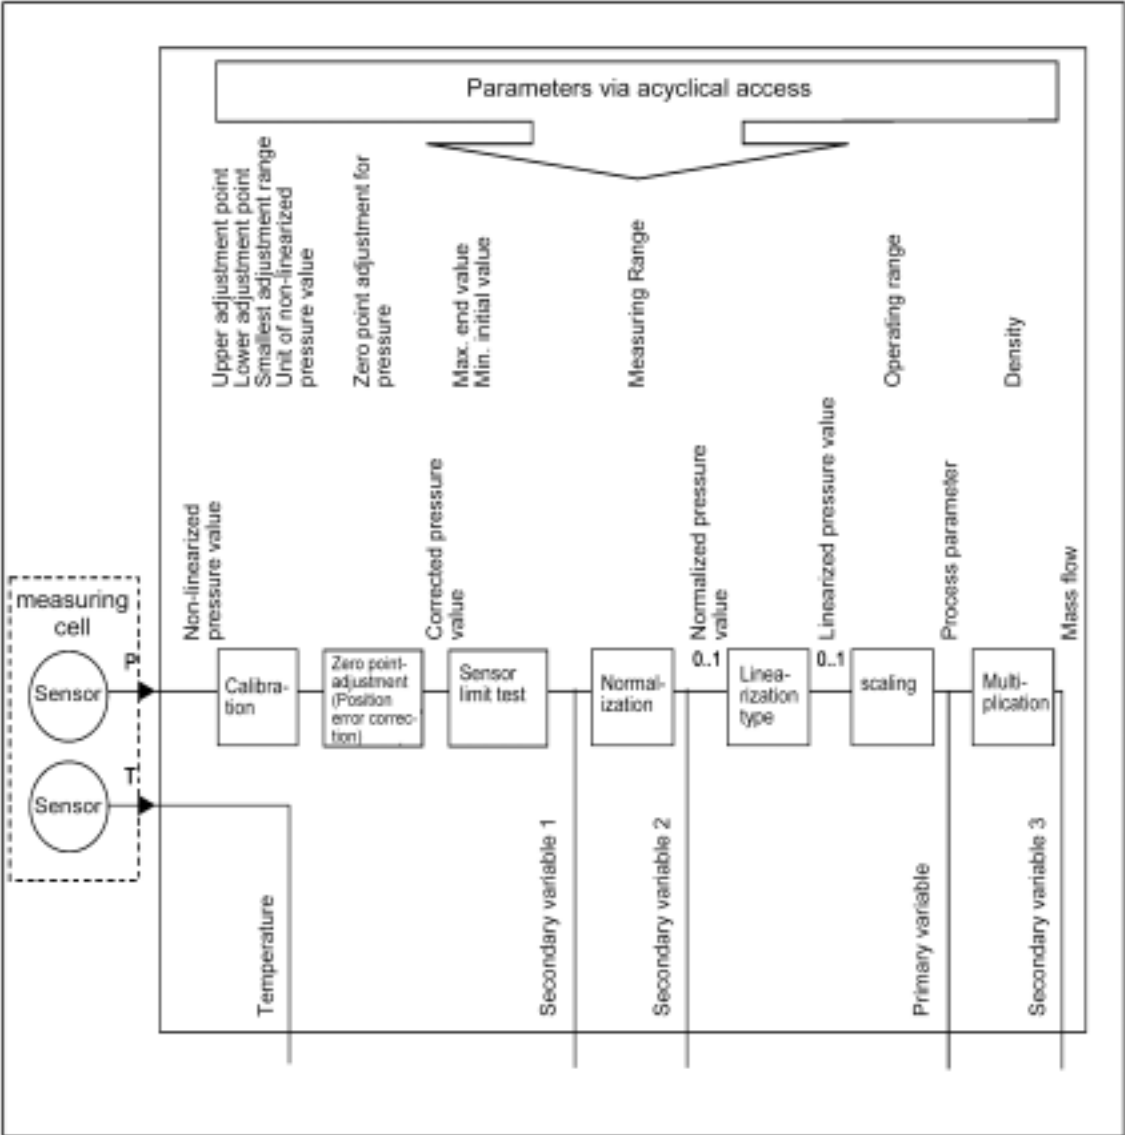 Parameters via acyclical access
Upper adjustment point
Lower adjustment point
Smallest adjustment range
Unit of non-linearized
pressure value
Zero point adjustment for
pressure
Max. end value
Min. initial value
Measuring Range
Operating range
Density
Non-linearized
pressure value
Corrected pressure
value
Normalized pressure
value
Linearized pressure value
Process parameter
Mass flow
measuring
cell
P
Sensor
T
Sensor
Calibra-
tion
Zero point-
adjustment
(Position
error correc-
tion)
Sensor
limit test
Normal-
ization
0..1
Linea-
rization
type
0..1
scaling
Multi-
plication
Temperature
Secondary variable 1
Secondary variable 2
Primary variable
Secondary variable 3